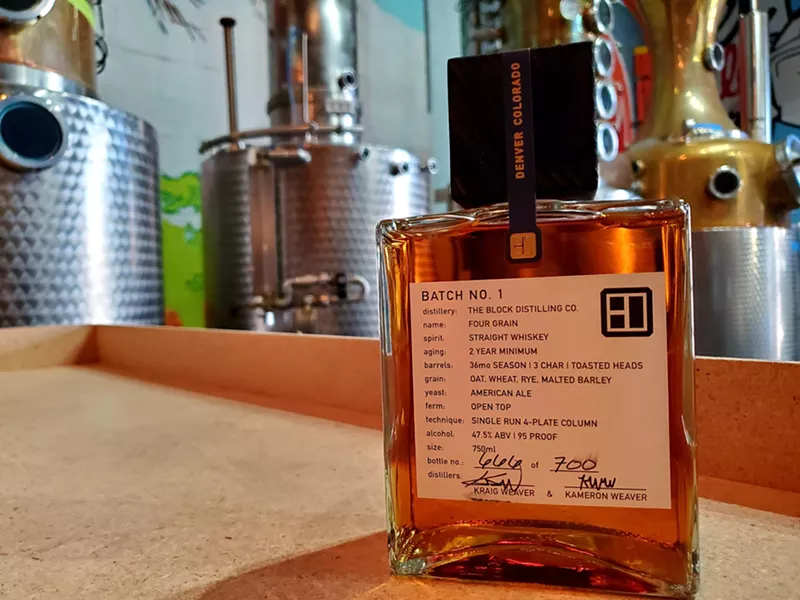 DENVER COLORADO
BATCH NO. 1
distillery: THE BLOCK DISTILLING CO.
name: FOUR GRAIN
spirit: STRAIGHT WHISKEY
aging: 2 YEAR MINIMUM
barrels: 36mo SEASON | 3 CHAR | TOASTED HEADS
grain: OAT, WHEAT, RYE, MALTED BARLEY
yeast: AMERICAN ALE
ferm: OPEN TOP
technique: SINGLE RUN 4-PLATE COLUMN
alcohol: 47.5% ABV | 95 PROOF
size: 750ml
bottle no.: 666 of 700
distillers:
KRAIG WEAVER & KAMERON WEAVER